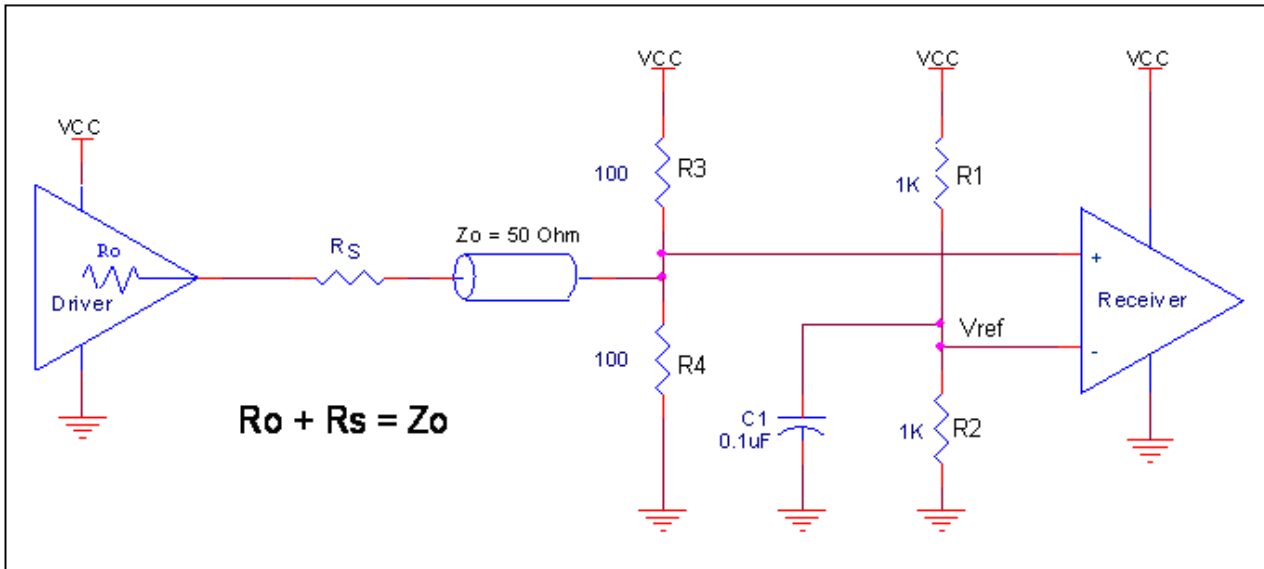 VCC
VCC
VCC
VCC
100
R3
1K
R1
Ro
Driver
RS
Zo = 50 Ohm
+
Receiver
Vref
-
100
R4
Ro + Rs = Zo
C1
0.1uF
1K
R2